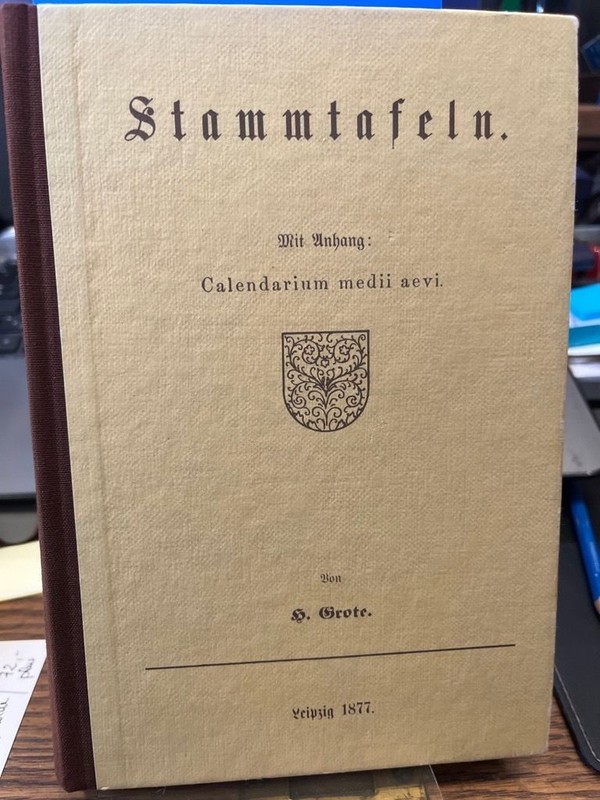 Stammtafeln.
Mit Anhang:
Calendarium medii aevi.
Von
H. Grote.
Leipzig 1877.